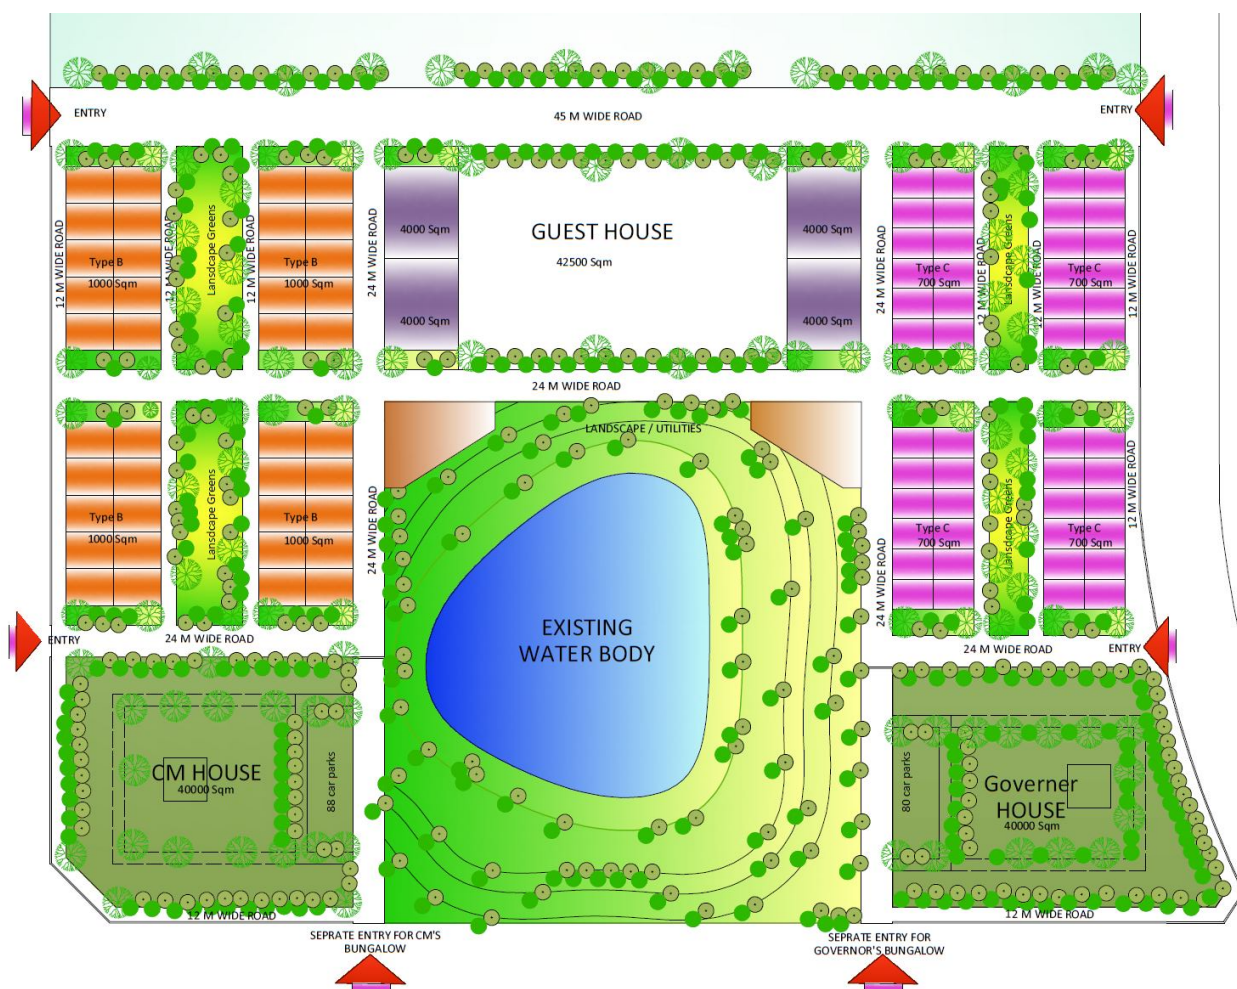 ENTRY
45 M WIDE ROAD
ENTRY
12 M WIDE ROAD
Type B
1000 Sqm
12 M WIDE ROAD
Lansdcape Greens
12 M WIDE ROAD
Type B
1000 Sqm
24 M WIDE ROAD
4000 Sqm
4000 Sqm
GUEST HOUSE
42500 Sqm
4000 Sqm
4000 Sqm
24 M WIDE ROAD
Type C
700 Sqm
12 M WIDE ROAD
Lansdcape Greens
12 M WIDE ROAD
Type C
700 Sqm
12 M WIDE ROAD
24 M WIDE ROAD
Type B
1000 Sqm
Lansdcape Greens
Type B
1000 Sqm
24 M WIDE ROAD
LANDSCAPE / UTILITIES
24 M WIDE ROAD
Type C
700 Sqm
Lansdcape Greens
Type C
700 Sqm
12 M WIDE ROAD
EXISTING
WATER BODY
ENTRY
24 M WIDE ROAD
24 M WIDE ROAD
ENTRY
CM HOUSE
40000 Sqm
88 car parks
80 car parks
Governer
HOUSE
40000 Sqm
12 M WIDE ROAD
12 M WIDE ROAD
SEPRATE ENTRY FOR CM'S
BUNGALOW
SEPRATE ENTRY FOR
GOVERNOR'S BUNGALOW